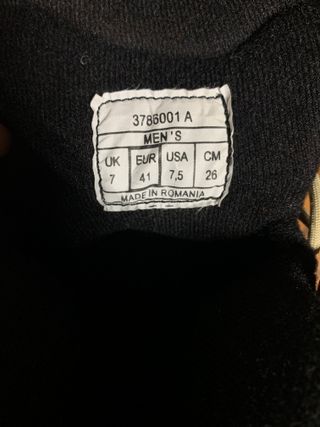 3786001 A
MEN'S
UK EUR USA CM
7 41 7,5 26
MADE IN ROMANIA